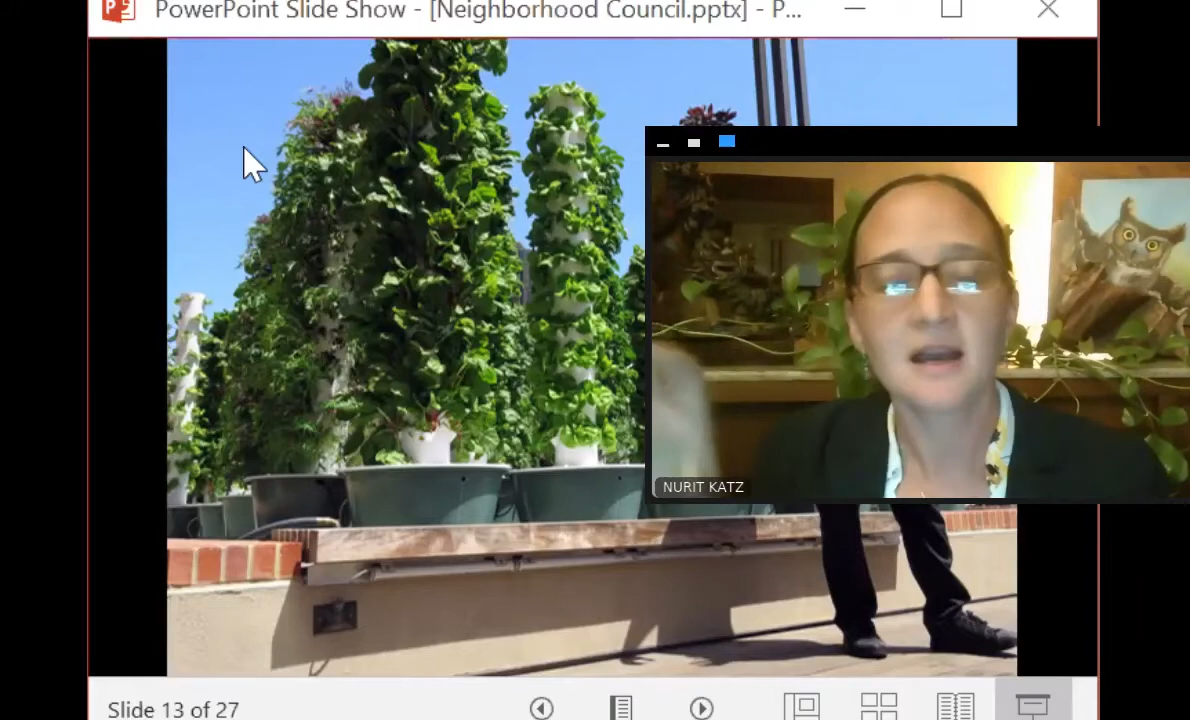 PowerPoint Slide Show - [Neighborhood Council.pptx] - P...
NURIT KATZ
Slide 13 of 27